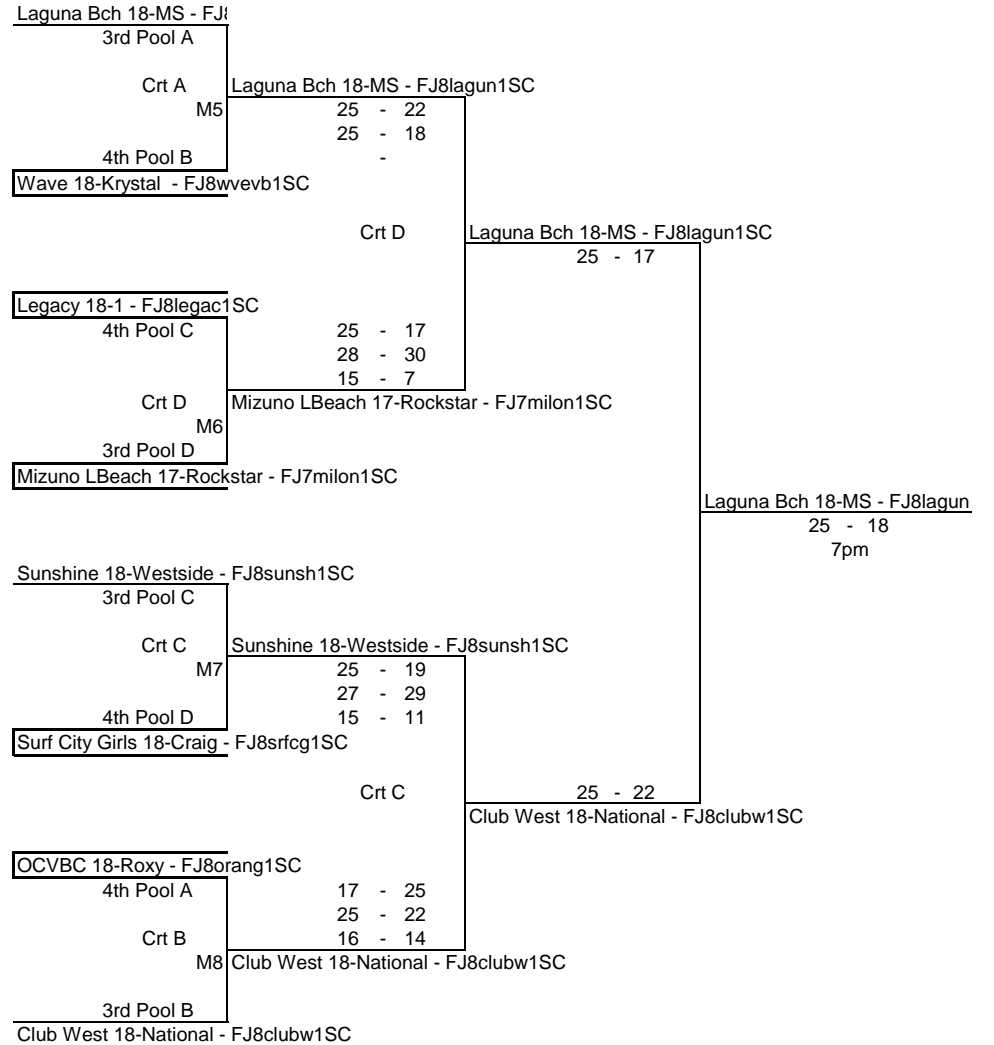 Laguna Bch 18-MS - FJ8
3rd Pool A
Crt A
Laguna Bch 18-MS - FJ8lagun1SC
M5
25 - 22
25 - 18
4th Pool B
-
Wave 18-Krystal - FJ8wvevb1SC
Crt D
Laguna Bch 18-MS - FJ8lagun1SC
25 - 17
Legacy 18-1 - FJ8legac1SC
4th Pool C
25 - 17
28 - 30
15 - 7
Crt D
Mizuno LBeach 17-Rockstar - FJ7milon1SC
M6
3rd Pool D
Mizuno LBeach 17-Rockstar - FJ7milon1SC
Laguna Bch 18-MS - FJ8lagun
25 - 18
7pm
Sunshine 18-Westside - FJ8sunsh1SC
3rd Pool C
Crt C
Sunshine 18-Westside - FJ8sunsh1SC
M7
25 - 19
27 - 29
4th Pool D
15 - 11
Surf City Girls 18-Craig - FJ8srfcg1SC
Crt C
25 - 22
Club West 18-National - FJ8clubw1SC
OCVBC 18-Roxy - FJ8orang1SC
4th Pool A
17 - 25
25 - 22
Crt B
16 - 14
M8
Club West 18-National - FJ8clubw1SC
3rd Pool B
Club West 18-National - FJ8clubw1SC